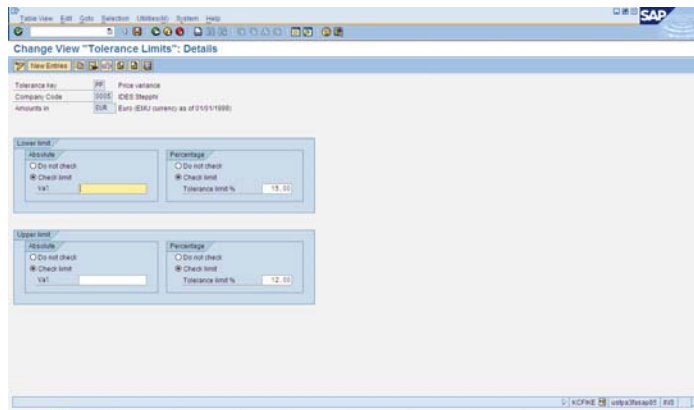 Table View Edit Goto Selection Utilities(M) System Help
SAP
Change View "Tolerance Limits": Details
New Entries
Tolerance key PP Price variance
Company Code 0005 IDES
Amounts in EUR Euro (EMU currency as of 01/01/1999)
Lower limit
Absolute Percentage
Do not check Do not check
Check limit Check limit
Val. Tolerance limit % 15.00
Upper limit
Absolute Percentage
Do not check Do not check
Check limit Check limit
Val. Tolerance limit % 12.00
KCFIKE INS